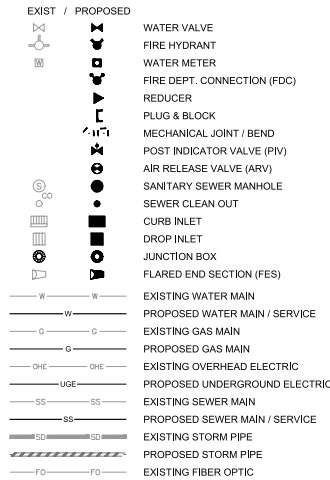 EXIST / PROPOSED
WATER VALVE
FIRE HYDRANT
W WATER METER
FIRE DEPT. CONNECTION (FDC)
REDUCER
PLUG & BLOCK
MECHANICAL JOINT / BEND
POST INDICATOR VALVE (PIV)
AIR RELEASE VALVE (ARV)
S SANITARY SEWER MANHOLE
CO SEWER CLEAN OUT
CURB INLET
DROP INLET
JUNCTION BOX
FLARED END SECTION (FES)
W W EXISTING WATER MAIN
W PROPOSED WATER MAIN / SERVICE
G G EXISTING GAS MAIN
G PROPOSED GAS MAIN
OHE OHE EXISTING OVERHEAD ELECTRIC
UGE PROPOSED UNDERGROUND ELECTRIC
SS SS EXISTING SEWER MAIN
SS PROPOSED SEWER MAIN / SERVICE
SD SD EXISTING STORM PIPE
PROPOSED STORM PIPE
FO FO EXISTING FIBER OPTIC